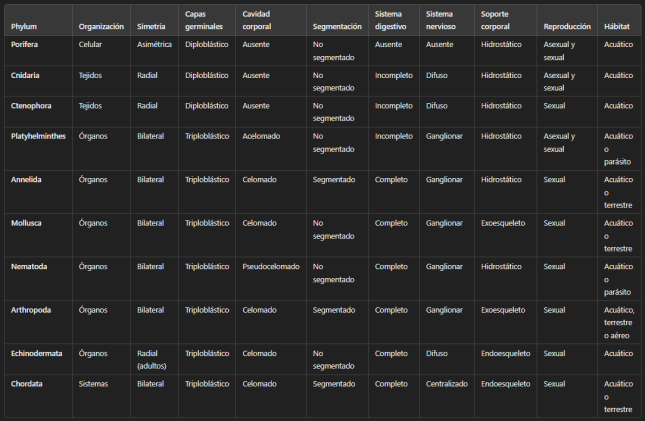 Phylum Organización Simetría Capas germinales Cavidad corporal Segmentación Sistema digestivo Sistema nervioso Soporte corporal Reproducción Hábitat
Porifera Celular Asimétrica Diploblástico Ausente No segmentado Ausente Ausente Hidrostático Asexual y sexual Acuático
Cnidaria Tejidos Radial Diploblástico Ausente No segmentado Incompleto Difuso Hidrostático Asexual y sexual Acuático
Ctenophora Tejidos Radial Diploblástico Ausente No segmentado Incompleto Difuso Hidrostático Sexual Acuático
Platyhelminthes Órganos Bilateral Triploblástico Acelomado No segmentado Incompleto Ganglionar Hidrostático Asexual y sexual Acuático o parásito
Annelida Órganos Bilateral Triploblástico Celomado Segmentado Completo Ganglionar Hidrostático Sexual Acuático o terrestre
Mollusca Órganos Bilateral Triploblástico Celomado No segmentado Completo Ganglionar Exoesqueleto Sexual Acuático o terrestre
Nematoda Órganos Bilateral Triploblástico Pseudocelomado No segmentado Completo Ganglionar Hidrostático Sexual Acuático o parásito
Arthropoda Órganos Bilateral Triploblástico Celomado Segmentado Completo Ganglionar Exoesqueleto Sexual Acuático, terrestre o aéreo
Echinodermata Órganos Radial (adultos) Triploblástico Celomado No segmentado Completo Difuso Endoesqueleto Sexual Acuático
Chordata Sistemas Bilateral Triploblástico Celomado Segmentado Completo Centralizado Endoesqueleto Sexual Acuático o terrestre